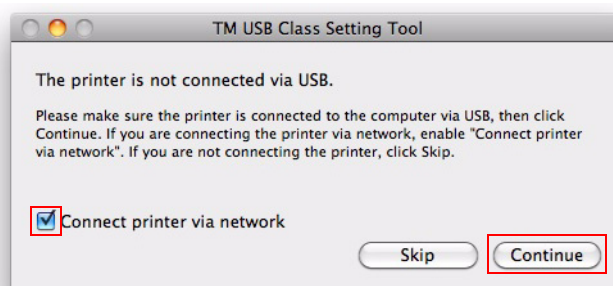 TM USB Class Setting Tool
The printer is not connected via USB.
Please make sure the printer is connected to the computer via USB, then click
Continue. If you are connecting the printer via network, enable "Connect printer
via network". If you are not connecting the printer, click Skip.
Connect printer via network
Skip Continue